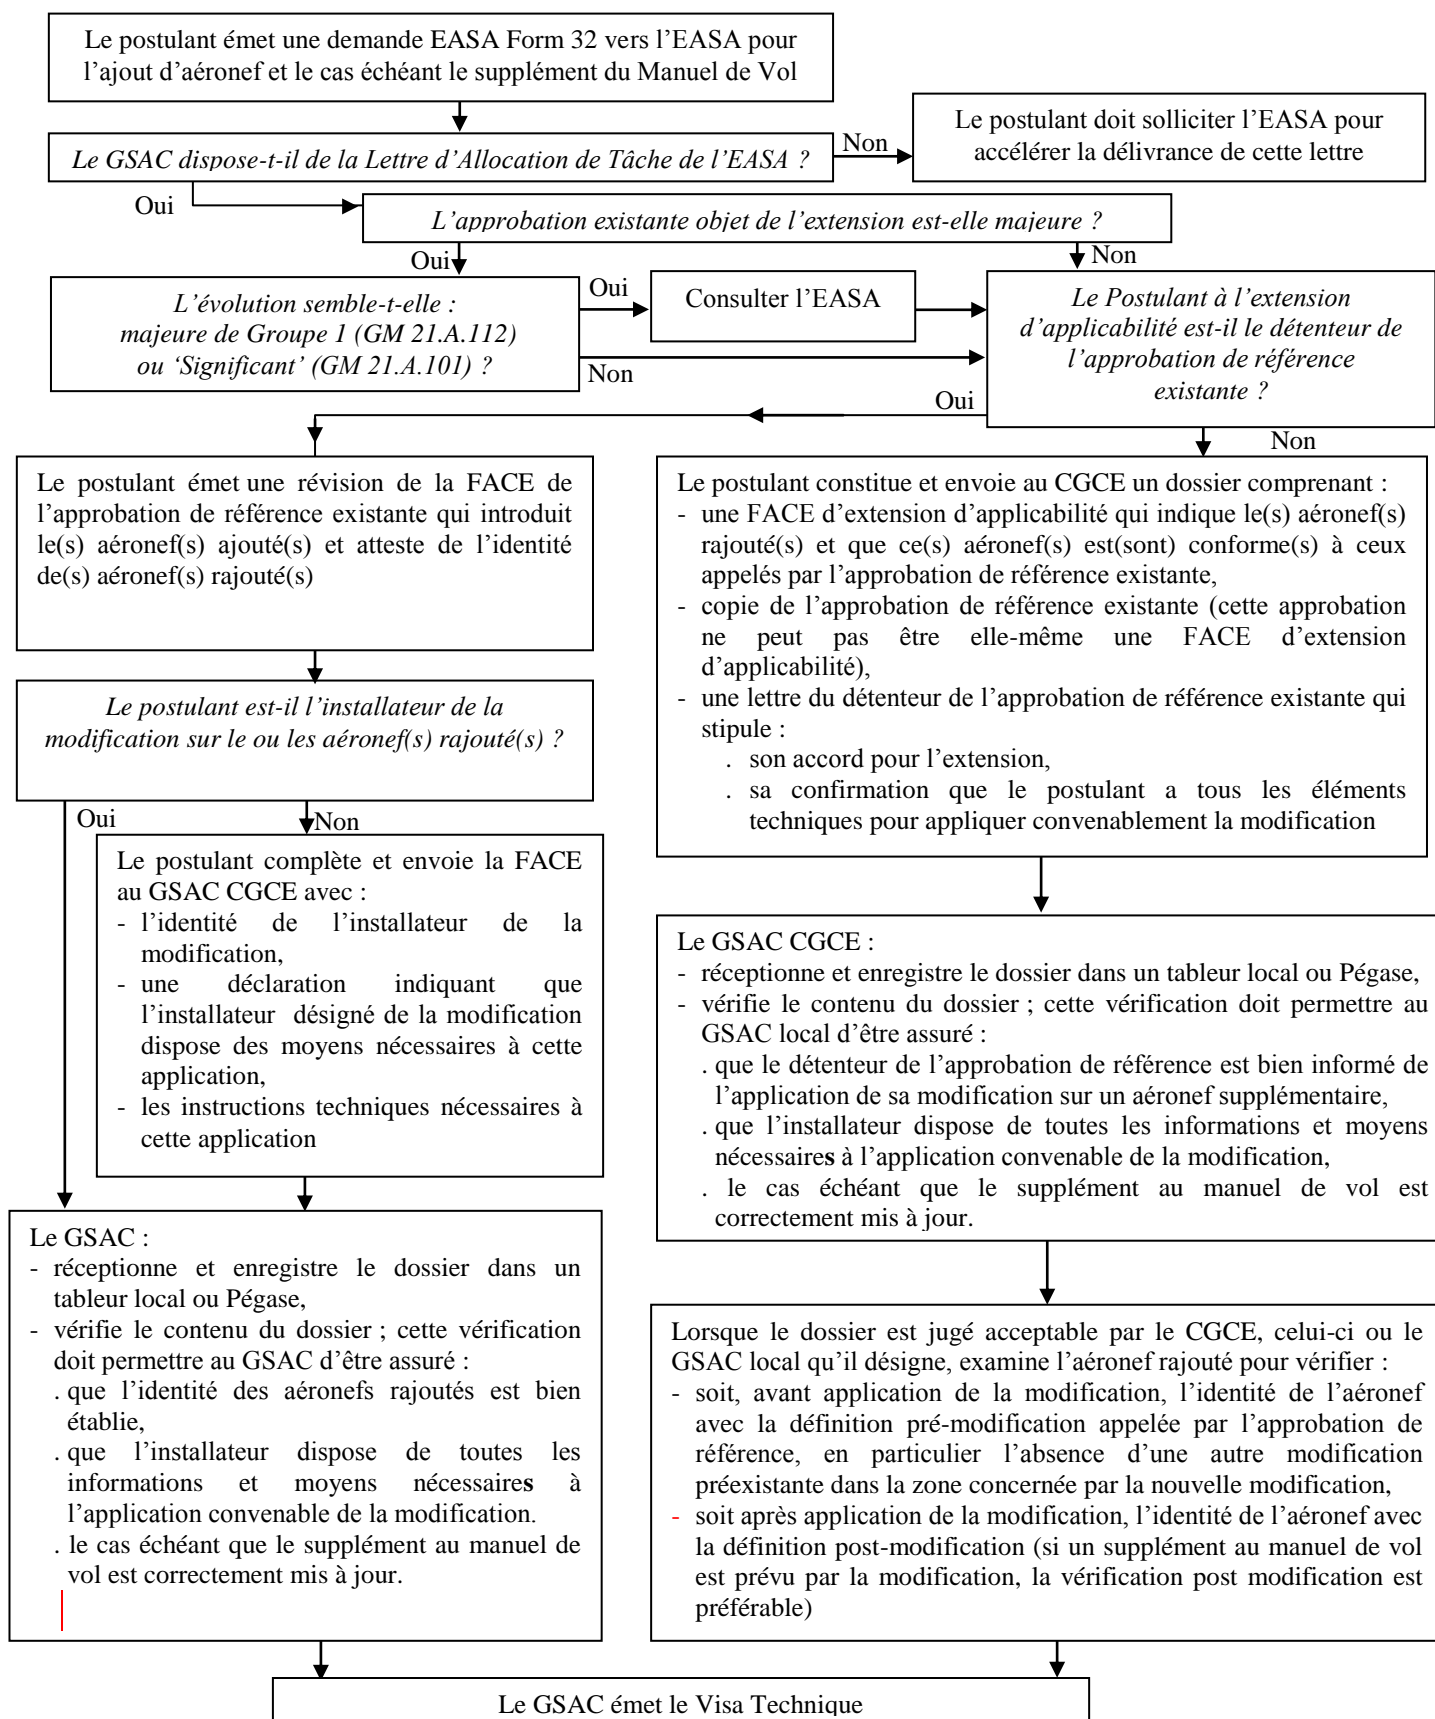 Le postulant émet une demande EASA Form 32 vers l’EASA pour
l’ajout d’aéronef et le cas échéant le supplément du Manuel de Vol
Le GSAC dispose-t-il de la Lettre d’Allocation de Tâche de l’EASA ?
Non
Le postulant doit solliciter l’EASA pour
accélérer la délivrance de cette lettre
Oui
L’approbation existante objet de l’extension est-elle majeure ?
Oui
Non
L’évolution semble-t-elle :
majeure de Groupe 1 (GM 21.A.112)
ou ‘Significant’ (GM 21.A.101) ?
Oui
Consulter l’EASA
Non
Le Postulant à l’extension
d’applicabilité est-il le détenteur de
l’approbation de référence
existante ?
Oui
Non
Le postulant émet une révision de la FACE de
l’approbation de référence existante qui introduit
le(s) aéronef(s) ajouté(s) et atteste de l’identité
de(s) aéronef(s) rajouté(s)
Le postulant est-il l’installateur de la
modification sur le ou les aéronef(s) rajouté(s) ?
Oui
Non
Le postulant complète et envoie la FACE
au GSAC CGCE avec :
- l’identité de l’installateur de la
modification,
- une déclaration indiquant que
l’installateur désigné de la modification
dispose des moyens nécessaires à cette
application,
- les instructions techniques nécessaires à
cette application
Le GSAC :
- réceptionne et enregistre le dossier dans un
tableur local ou Pégase,
- vérifie le contenu du dossier ; cette vérification
doit permettre au GSAC d’être assuré :
. que l’identité des aéronefs rajoutés est bien
établie,
. que l’installateur dispose de toutes les
informations et moyens nécessaires à
l’application convenable de la modification.
. le cas échéant que le supplément au manuel de
vol est correctement mis à jour.
Le postulant constitue et envoie au CGCE un dossier comprenant :
- une FACE d’extension d’applicabilité qui indique le(s) aéronef(s)
rajouté(s) et que ce(s) aéronef(s) est(sont) conforme(s) à ceux
appelés par l’approbation de référence existante,
- copie de l’approbation de référence existante (cette approbation
ne peut pas être elle-même une FACE d’extension
d’applicabilité),
- une lettre du détenteur de l’approbation de référence existante qui
stipule :
. son accord pour l’extension,
. sa confirmation que le postulant a tous les éléments
techniques pour appliquer convenablement la modification
Le GSAC CGCE :
- réceptionne et enregistre le dossier dans un tableur local ou Pégase,
- vérifie le contenu du dossier ; cette vérification doit permettre au
GSAC local d’être assuré :
. que le détenteur de l’approbation de référence est bien informé de
l’application de sa modification sur un aéronef supplémentaire,
. que l’installateur dispose de toutes les informations et moyens
nécessaires à l’application convenable de la modification,
. le cas échéant que le supplément au manuel de vol est
correctement mis à jour.
Lorsque le dossier est jugé acceptable par le CGCE, celui-ci ou le
GSAC local qu’il désigne, examine l’aéronef rajouté pour vérifier :
- soit, avant application de la modification, l’identité de l’aéronef
avec la définition pré-modification appelée par l’approbation de
référence, en particulier l’absence d’une autre modification
préexistante dans la zone concernée par la nouvelle modification,
- soit après application de la modification, l’identité de l’aéronef avec
la définition post-modification (si un supplément au manuel de vol
est prévu par la modification, la vérification post modification est
préférable)
Le GSAC émet le Visa Technique